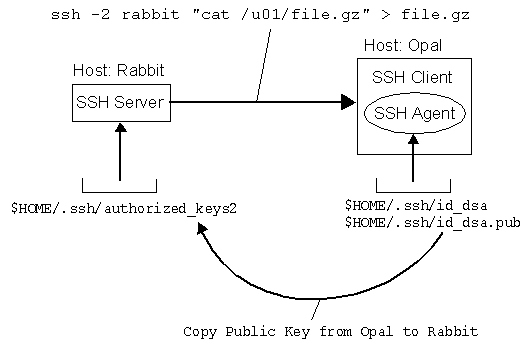 ssh -2 rabbit "cat /u01/file.gz" > file.gz
Host: Opal
Host: Rabbit
SSH Client
SSH Server
SSH Agent
$HOME/.ssh/authorized_keys2
$HOME/.ssh/id_dsa
$HOME/.ssh/id_dsa.pub
Copy Public Key from Opal to Rabbit